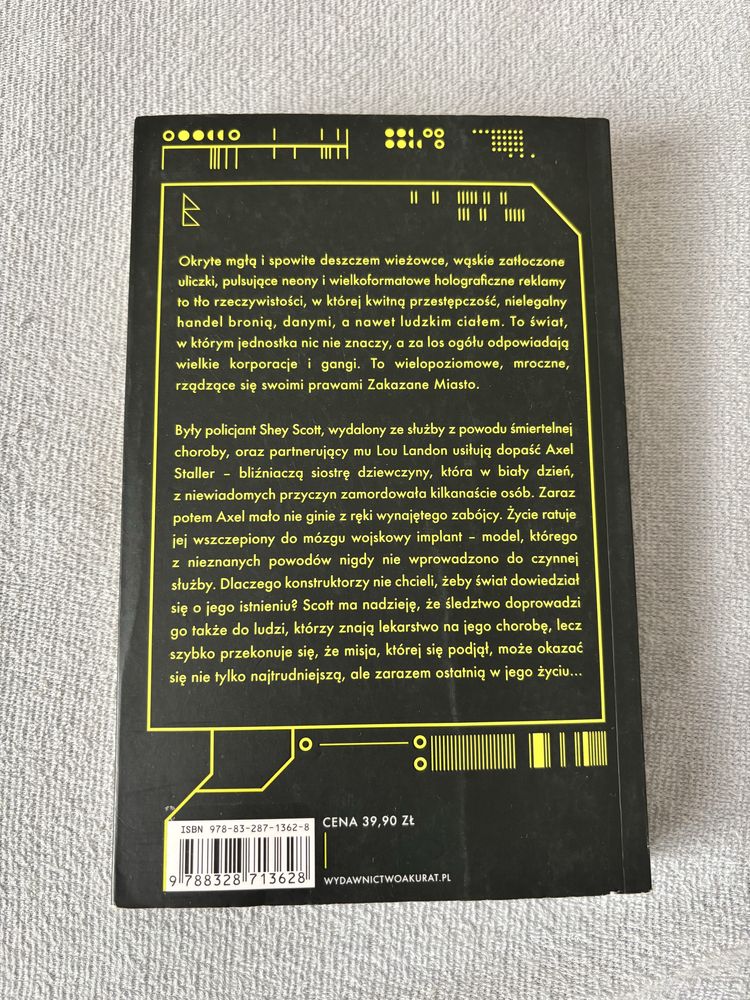 Okryte mgłą i spowite deszczem wieżowce, wąskie zatłoczone
uliczki, pulsujące neony i wielkoformatowe holograficzne reklamy
to tło rzeczywistości, w której kwitną przestępczość, nielegalny
handel bronią, danymi, a nawet ludzkim ciałem. To świat,
w którym jednostka nic nie znaczy, a za los ogółu odpowiadają
wielkie korporacje i gangi. To wielopoziomowe, mroczne,
rządzące się swoimi prawami Zakazane Miasto.
Były policjant Shey Scott, wydalony ze służby z powodu śmiertelnej
choroby, oraz partnerujący mu Lou Landon usiłują dopaść Axel
Staller – bliźniaczą siostrę dziewczyny, która w biały dzień,
z niewiadomych przyczyn zamordowała kilkanaście osób. Zaraz
potem Axel mało nie ginie z ręki wynajętego zabójcy. Życie ratuje
jej wszczepiony do mózgu wojskowy implant – model, którego
z nieznanych powodów nigdy nie wprowadzono do czynnej
służby. Dlaczego konstruktorzy nie chcieli, żeby świat dowiedział
się o jego istnieniu? Scott ma nadzieję, że śledztwo doprowadzi
go także do ludzi, którzy znają lekarstwo na jego chorobę, lecz
szybko przekonuje się, że misja, której się podjął, może okazać
się nie tylko najtrudniejszą, ale zarazem ostatnią w jego życiu...
ISBN 978-83-287-1362-8
9 788328 713628
CENA 39,90 ZŁ
WYDAWNICTWOAKURAT.PL